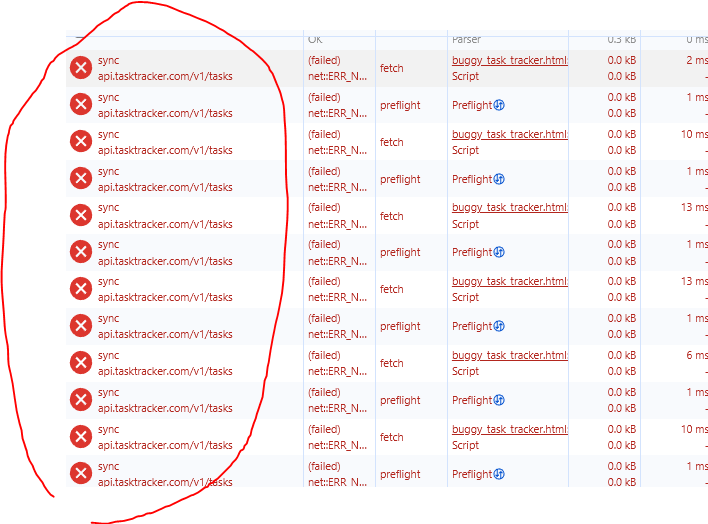 OK Parser 0.3 kB 0 ms
sync (failed) fetch buggy_task_tracker.html: 0.0 kB 2 ms
api.tasktracker.com/v1/tasks net::ERR_N... Script 0.0 kB -
sync (failed) preflight Preflight 0.0 kB 1 ms
api.tasktracker.com/v1/tasks net::ERR_N... 0.0 kB -
sync (failed) fetch buggy_task_tracker.html: 0.0 kB 10 ms
api.tasktracker.com/v1/tasks net::ERR_N... Script 0.0 kB -
sync (failed) preflight Preflight 0.0 kB 1 ms
api.tasktracker.com/v1/tasks net::ERR_N... 0.0 kB -
sync (failed) fetch buggy_task_tracker.html: 0.0 kB 13 ms
api.tasktracker.com/v1/tasks net::ERR_N... Script 0.0 kB -
sync (failed) preflight Preflight 0.0 kB 1 ms
api.tasktracker.com/v1/tasks net::ERR_N... 0.0 kB -
sync (failed) fetch buggy_task_tracker.html: 0.0 kB 13 ms
api.tasktracker.com/v1/tasks net::ERR_N... Script 0.0 kB -
sync (failed) preflight Preflight 0.0 kB 1 ms
api.tasktracker.com/v1/tasks net::ERR_N... 0.0 kB -
sync (failed) fetch buggy_task_tracker.html: 0.0 kB 6 ms
api.tasktracker.com/v1/tasks net::ERR_N... Script 0.0 kB -
sync (failed) preflight Preflight 0.0 kB 1 ms
api.tasktracker.com/v1/tasks net::ERR_N... 0.0 kB -
sync (failed) fetch buggy_task_tracker.html: 0.0 kB 10 ms
api.tasktracker.com/v1/tasks net::ERR_N... Script 0.0 kB -
sync (failed) preflight Preflight 0.0 kB 1 ms
api.tasktracker.com/v1/tasks net::ERR_N... 0.0 kB -